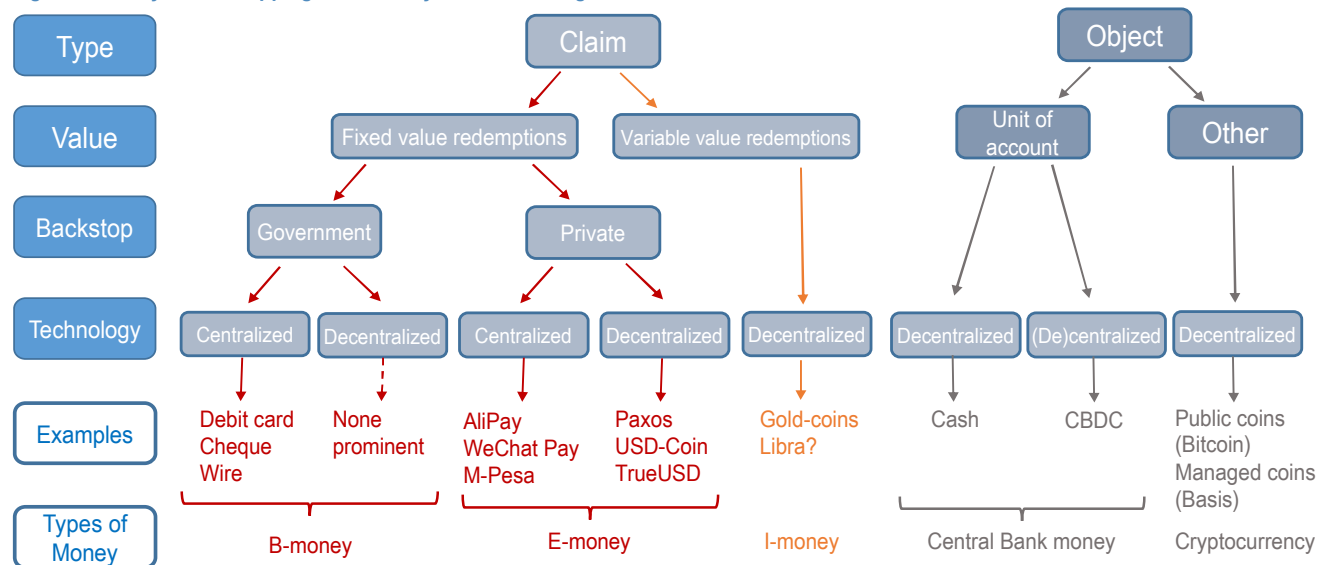 Type
Claim
Object
Value
Fixed value redemptions
Variable value redemptions
Unit of
account
Other
Backstop
Government
Private
Technology
Centralized
Decentralized
Centralized
Decentralized
Decentralized
Decentralized
(De)centralized
Decentralized
Examples
Debit card
Cheque
Wire
None
prominent
AliPay
WeChat Pay
M-Pesa
Paxos
USD-Coin
TrueUSD
Gold-coins
Libra?
Cash
CBDC
Public coins
(Bitcoin)
Managed coins
(Basis)
Types of
Money
B-money
E-money
I-money
Central Bank money
Cryptocurrency